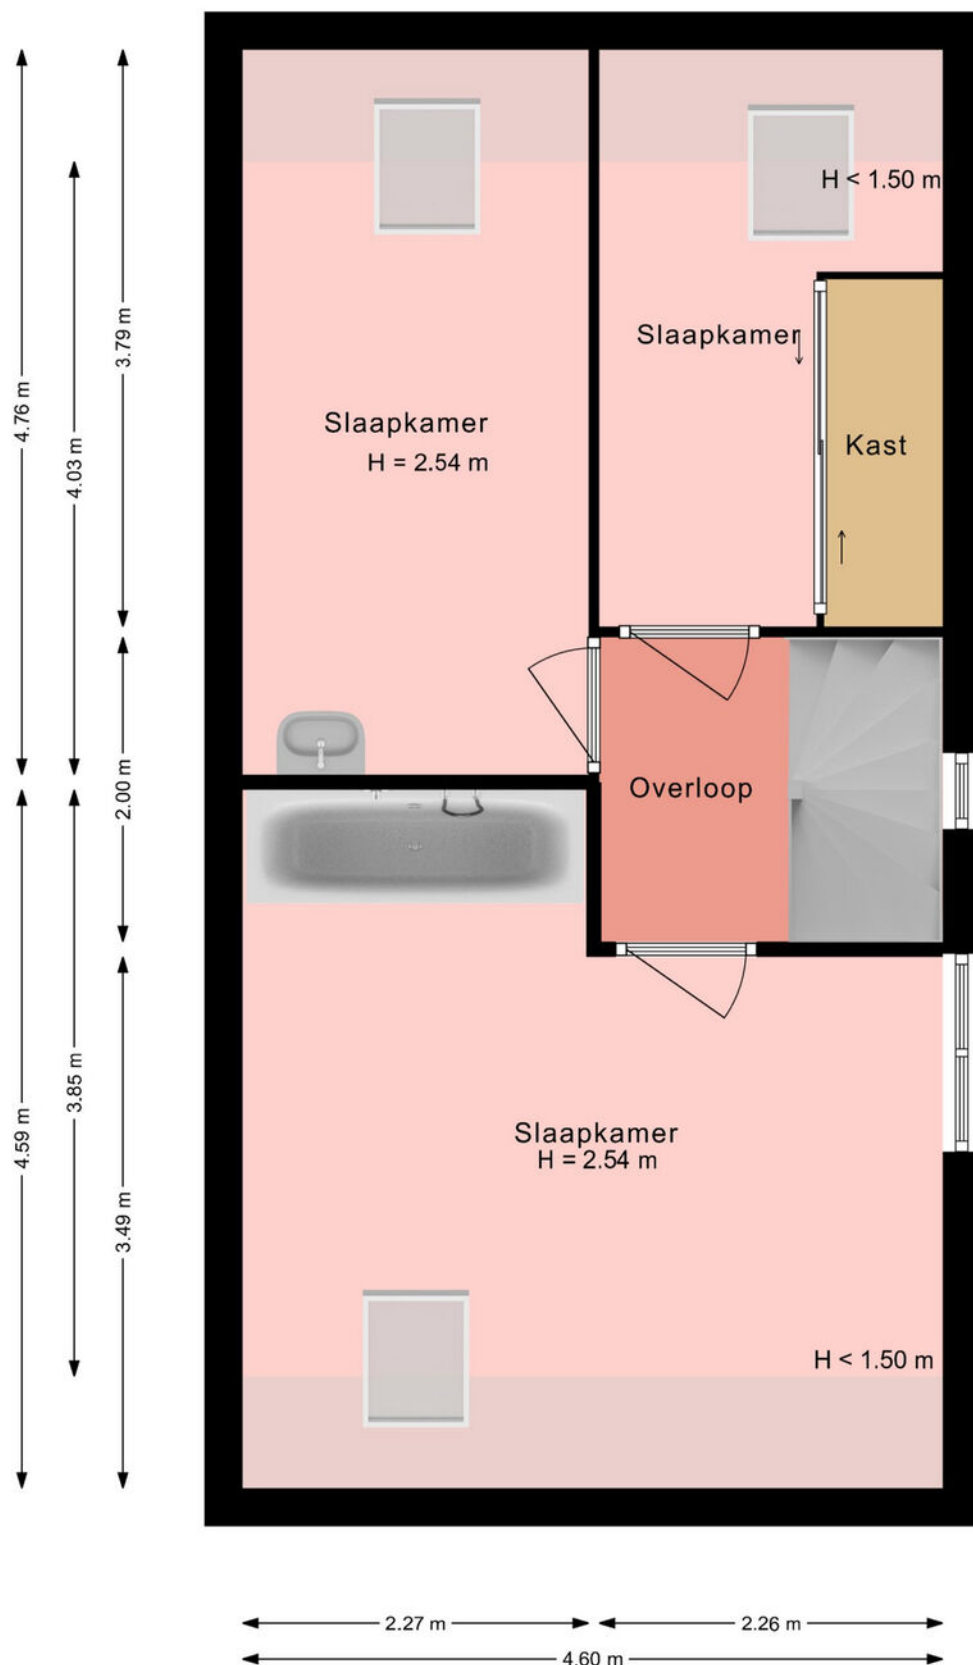 H < 1.50 m
Slaapkamer
Slaapkamer
H = 2.54 m
Kast
Overloop
Slaapkamer
H = 2.54 m
H < 1.50 m
4.76 m
4.03 m
3.79 m
2.00 m
4.59 m
3.85 m
3.49 m
2.27 m
2.26 m
4.60 m